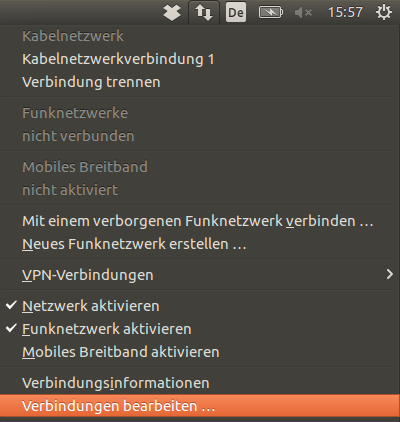 De 15:57
Kabelnetzwerk
Kabelnetzwerkverbindung 1
Verbindung trennen
Funknetzwerke
nicht verbunden
Mobiles Breitband
nicht aktiviert
Mit einem verborgenen Funknetzwerk verbinden …
Neues Funknetzwerk erstellen …
VPN-Verbindungen
Netzwerk aktivieren
Funknetzwerk aktivieren
Mobiles Breitband aktivieren
Verbindungsinformationen
Verbindungen bearbeiten …